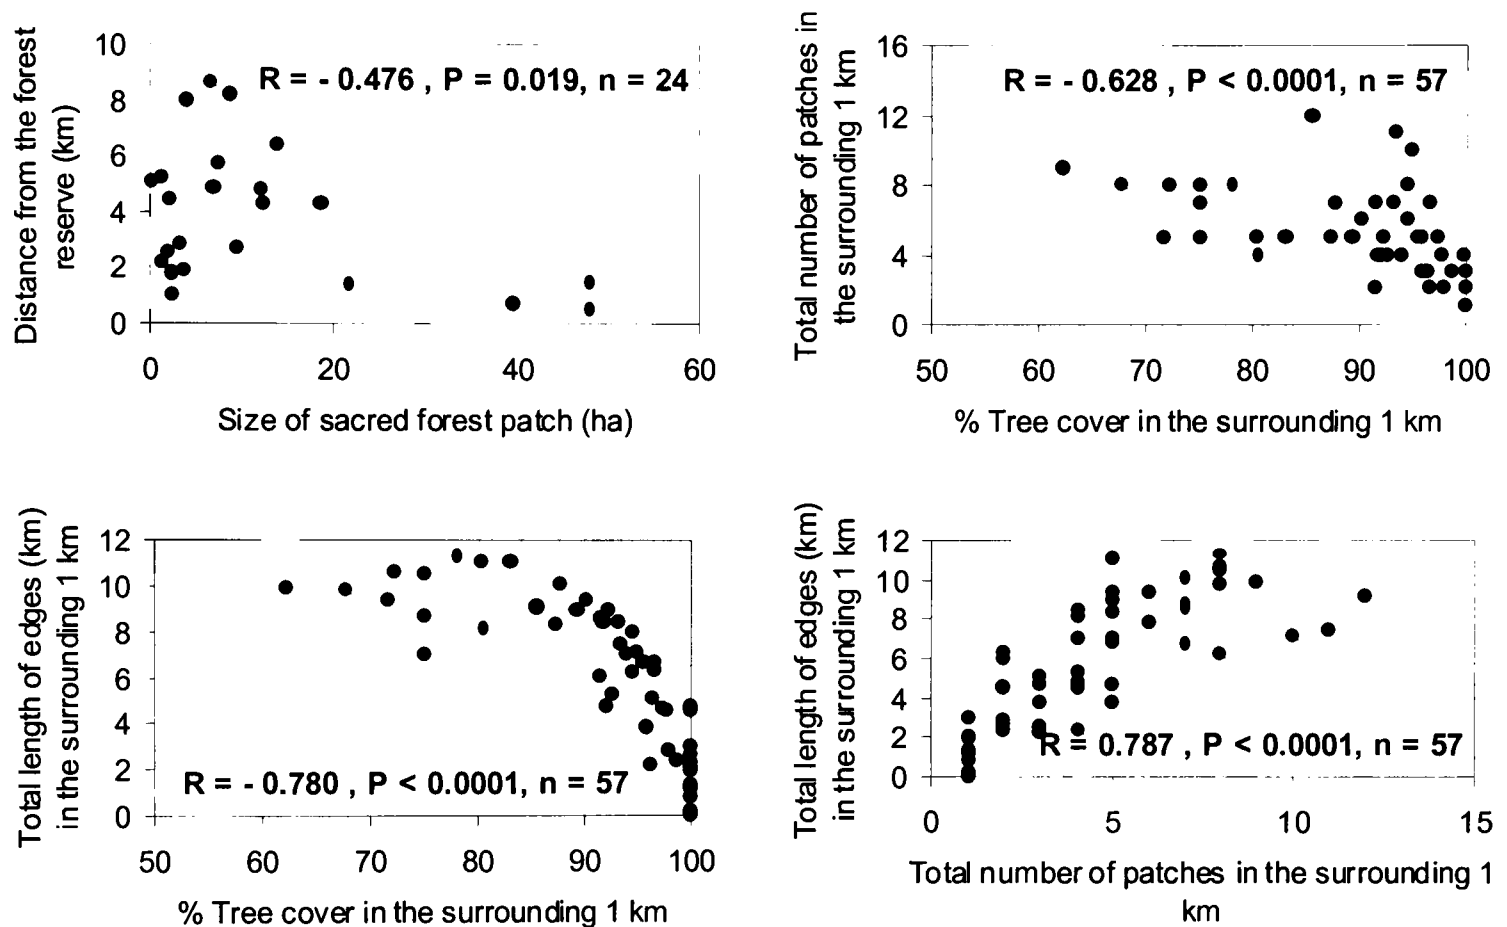 Distance from the forest
reserve (km)
10
8
6
4
2
0
R = - 0.476 , P = 0.019, n = 24
0 20 40 60
Size of sacred forest patch (ha)
Total number of patches in
the surrounding 1 km
16
12
8
4
0
R = - 0.628 , P < 0.0001, n = 57
50 60 70 80 90 100
% Tree cover in the surrounding 1 km
Total length of edges (km)
in the surrounding 1 km
12
10
8
6
4
2
0
R = - 0.780 , P < 0.0001, n = 57
50 60 70 80 90 100
% Tree cover in the surrounding 1 km
Total length of edges (km)
in the surrounding 1 km
12
10
8
6
4
2
0
R = 0.787 , P < 0.0001, n = 57
0 5 10 15
Total number of patches in the surrounding 1
km